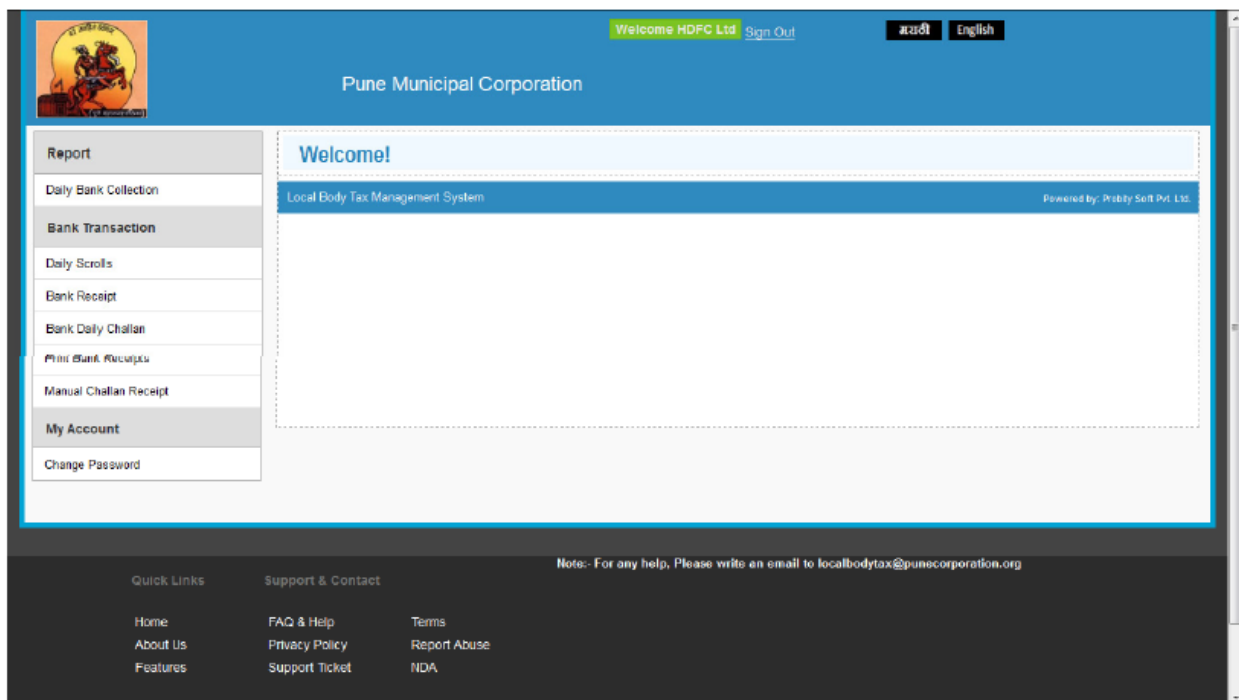 Welcome HDFC Ltd Sign Out मराठी English
Pune Municipal Corporation
Report
Daily Bank Collection
Bank Transaction
Daily Scrolls
Bank Receipt
Bank Daily Challan
Print Bank Receipts
Manual Challan Receipt
My Account
Change Password
Welcome!
Local Body Tax Management System
Powered by: Probity Soft Pvt. Ltd.
Note:- For any help, Please write an email to localbodytax@punecorporation.org
Quick Links
Home
About Us
Features
Support & Contact
FAQ & Help
Privacy Policy
Support Ticket
Terms
Report Abuse
NDA